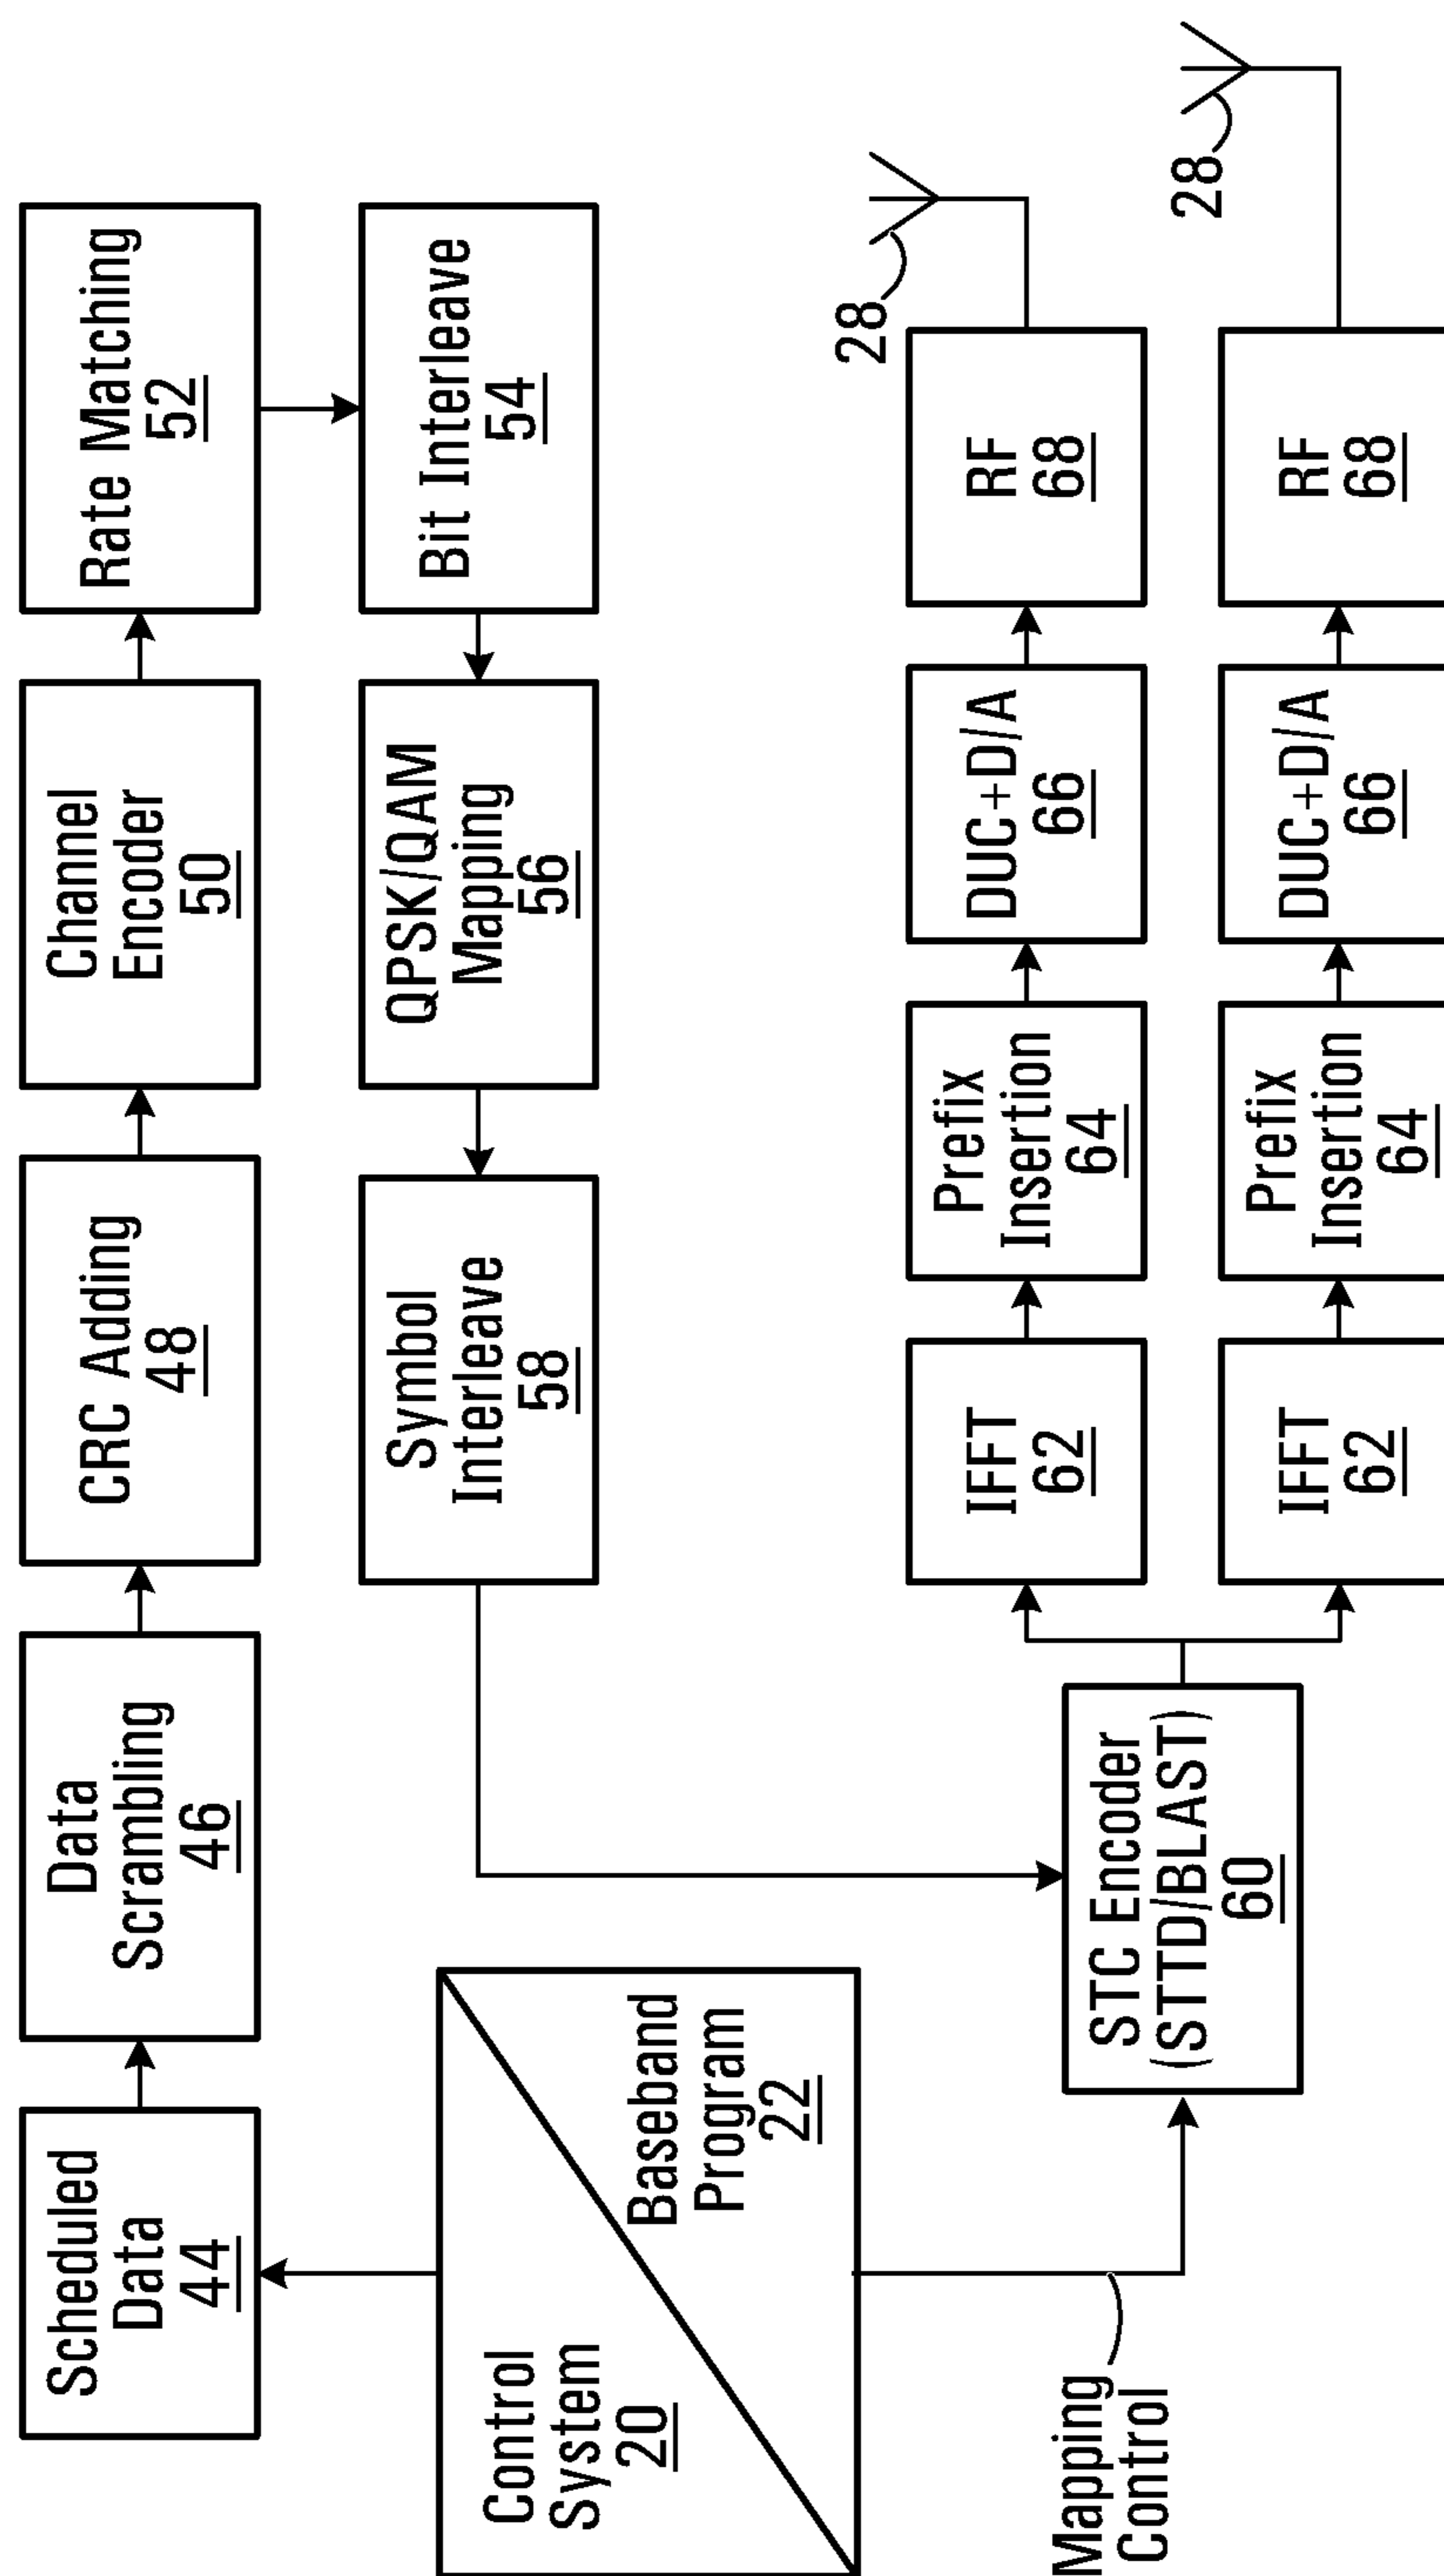 Scheduled
Data
44
Data
Scrambling
46
CRC Adding
48
Channel
Encoder
50
Rate Matching
52
Control
System
20
Baseband
Program
22
Symbol
Interleave
58
QPSK/QAM
Mapping
56
Bit Interleave
54
Mapping
Control
STC Encoder
(STTD/BLAST)
60
IFFT
62
Prefix
Insertion
64
DUC+D/A
66
RF
68
28
IFFT
62
Prefix
Insertion
64
DUC+D/A
66
RF
68
28